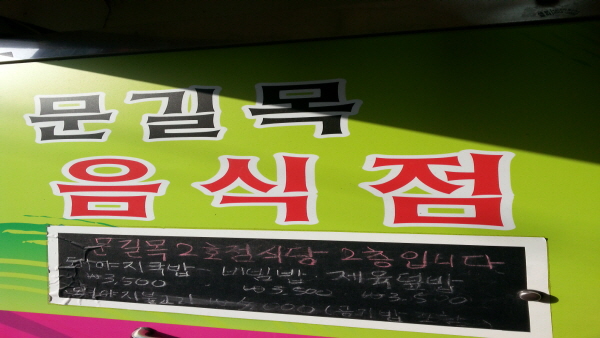 문길목
음식점
문길목 2호점 식당 2층입니다
돼야지국밥 비빔밥 제육덮밥
₩3,500 ₩3,500 ₩3,500